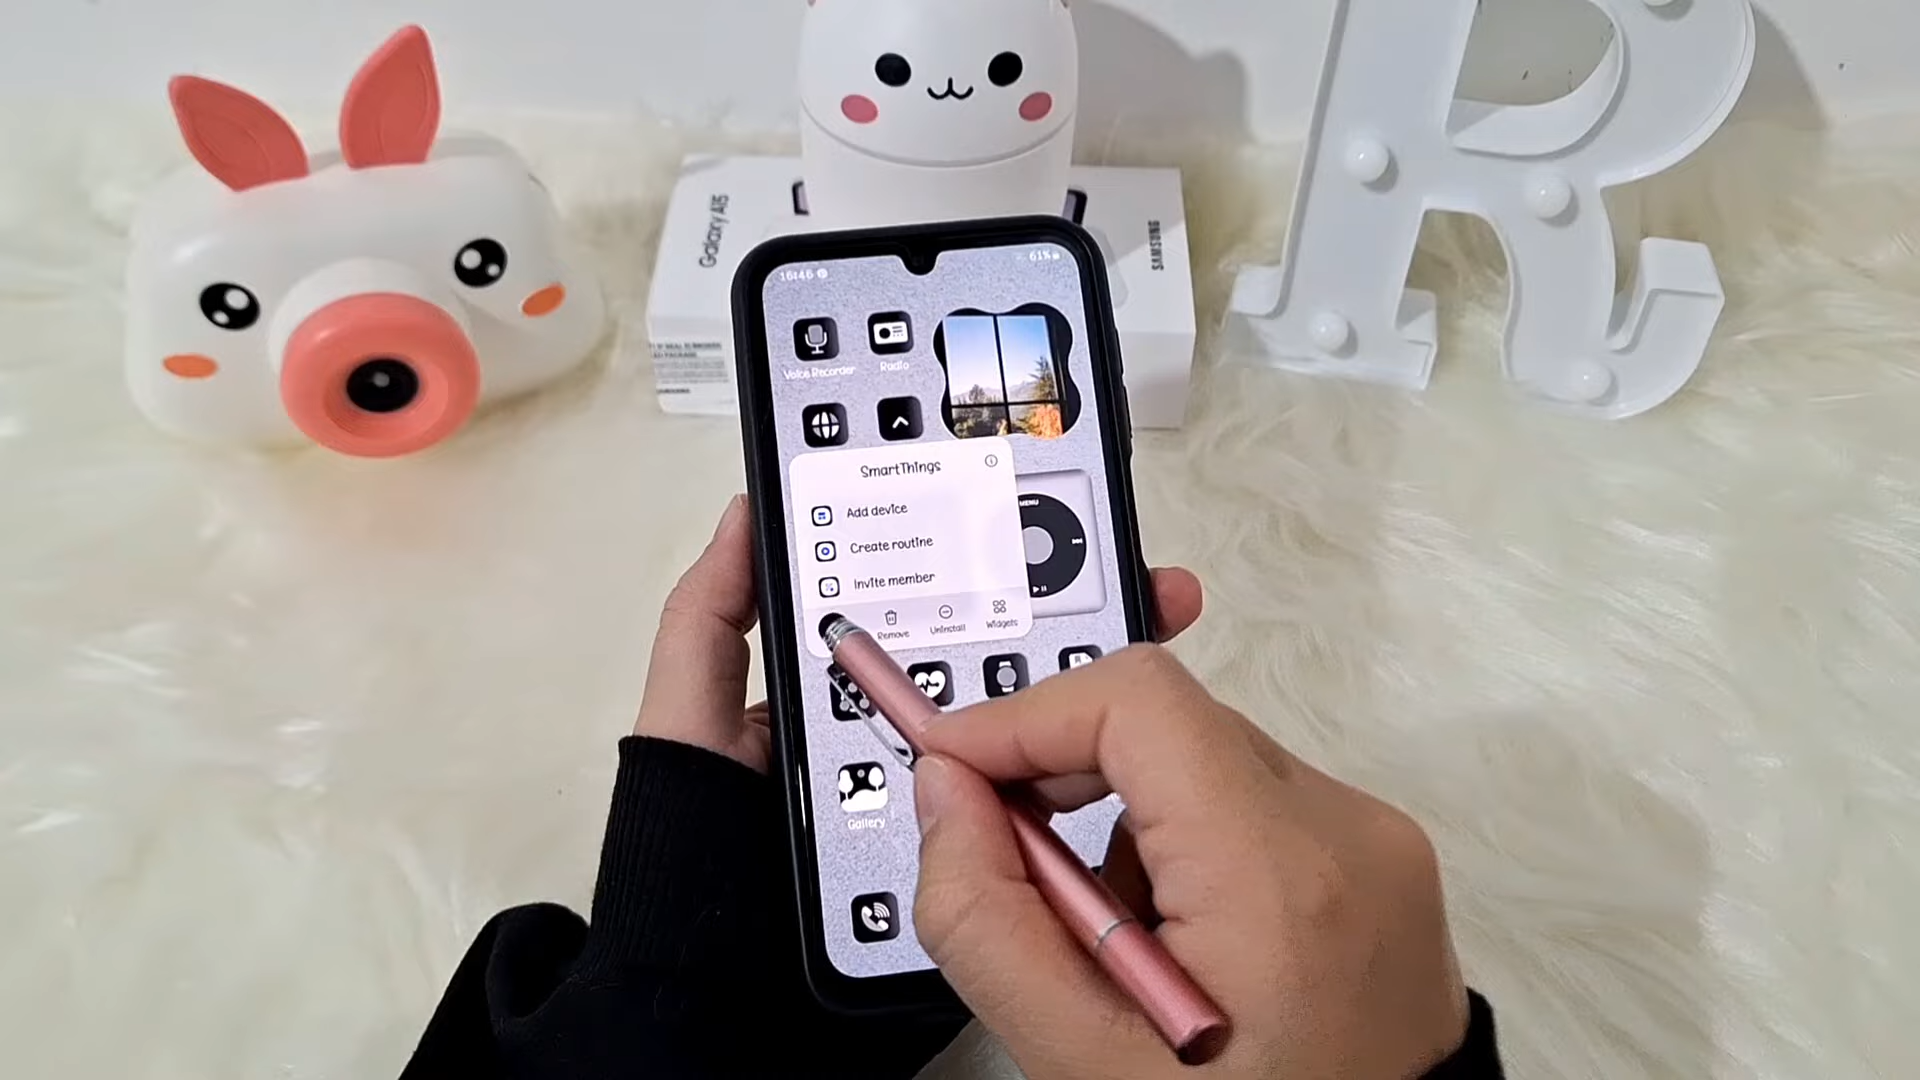 Galaxy A15
SAMSUNG
16:46
61%
Voice Recorder
Radio
SmartThings
Add device
Create routine
Invite member
Remove
Uninstall
Widgets
MENU
Gallery
R